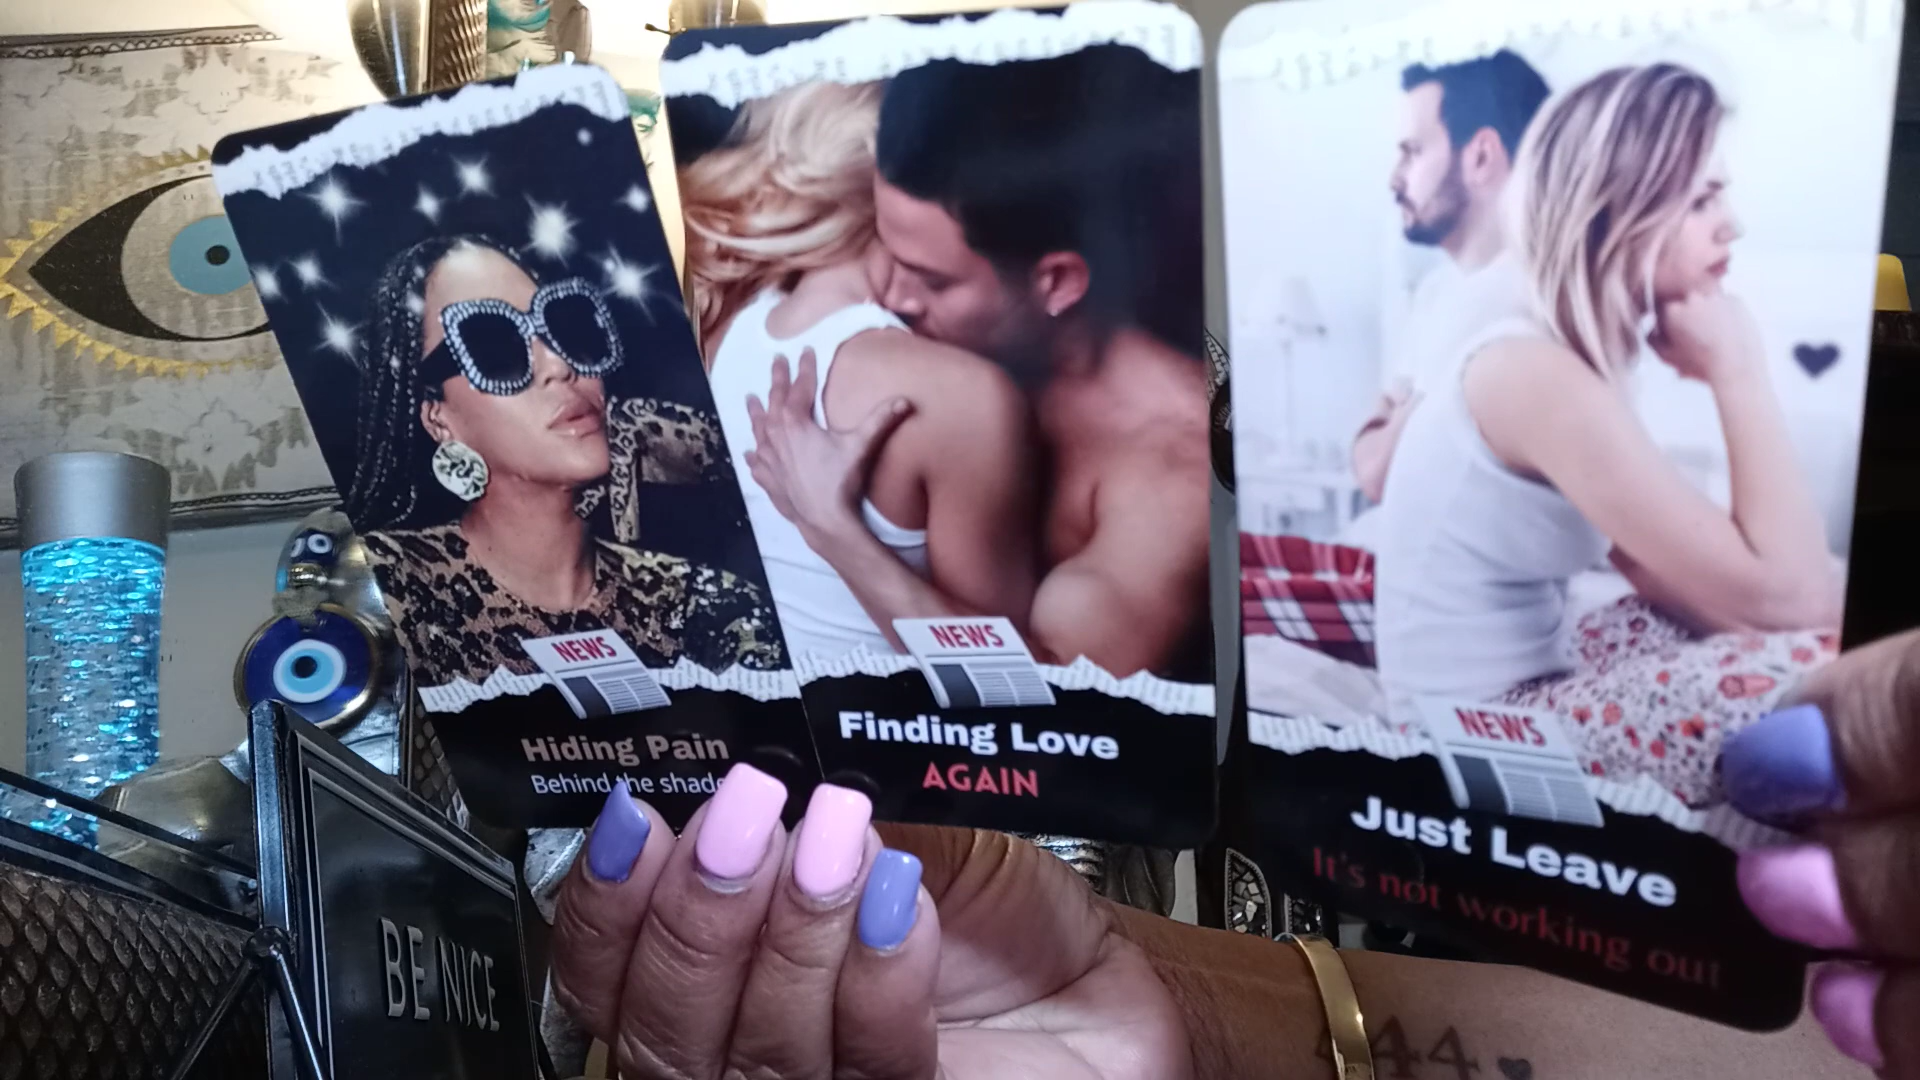 NEWS
Hiding Pain
Behind the shade
NEWS
Finding Love
AGAIN
NEWS
Just Leave
It's not working out
BE NICE
444